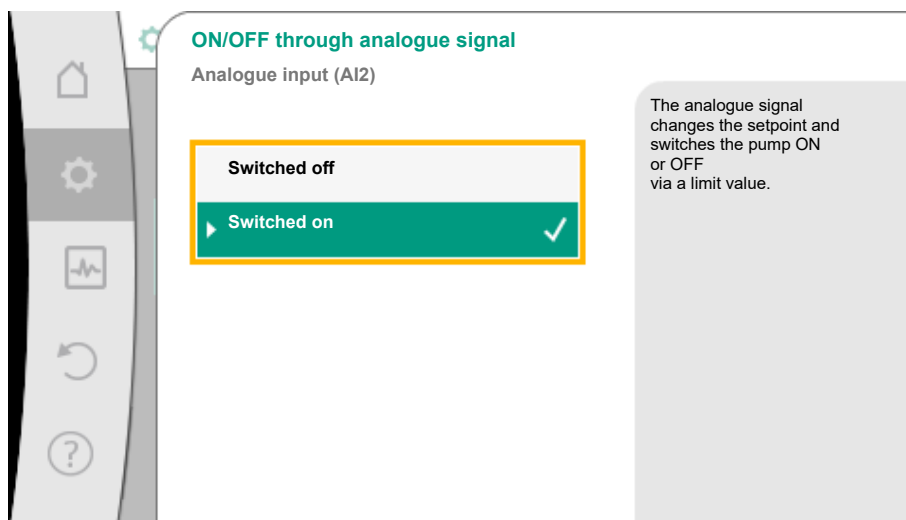 ON/OFF through analogue signal
Analogue input (AI2)
Switched off
Switched on
The analogue signal
changes the setpoint and
switches the pump ON
or OFF
via a limit value.
?